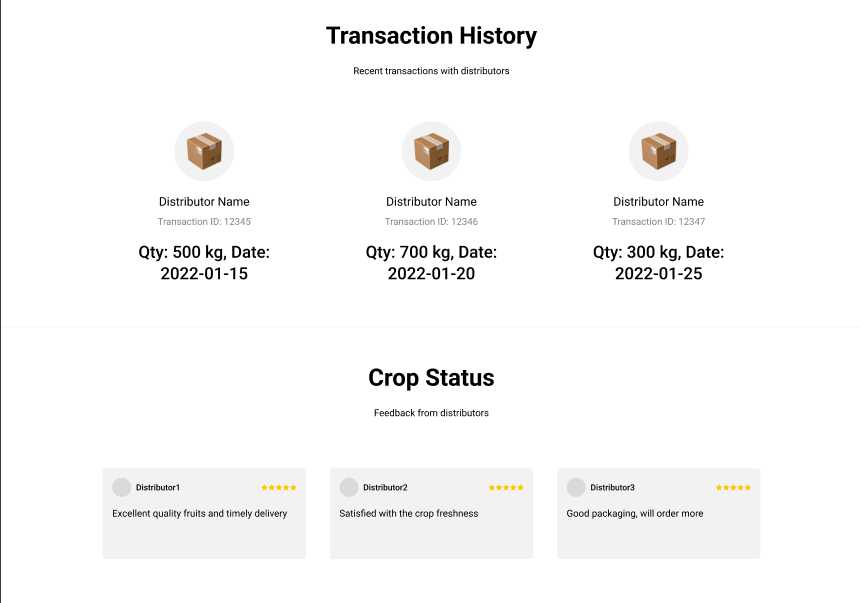 Transaction History
Recent transactions with distributors
Distributor Name
Transaction ID: 12345
Qty: 500 kg, Date:
2022-01-15
Distributor Name
Transaction ID: 12346
Qty: 700 kg, Date:
2022-01-20
Distributor Name
Transaction ID: 12347
Qty: 300 kg, Date:
2022-01-25
Crop Status
Feedback from distributors
Distributor1
Excellent quality fruits and timely delivery
Distributor2
Satisfied with the crop freshness
Distributor3
Good packaging, will order more